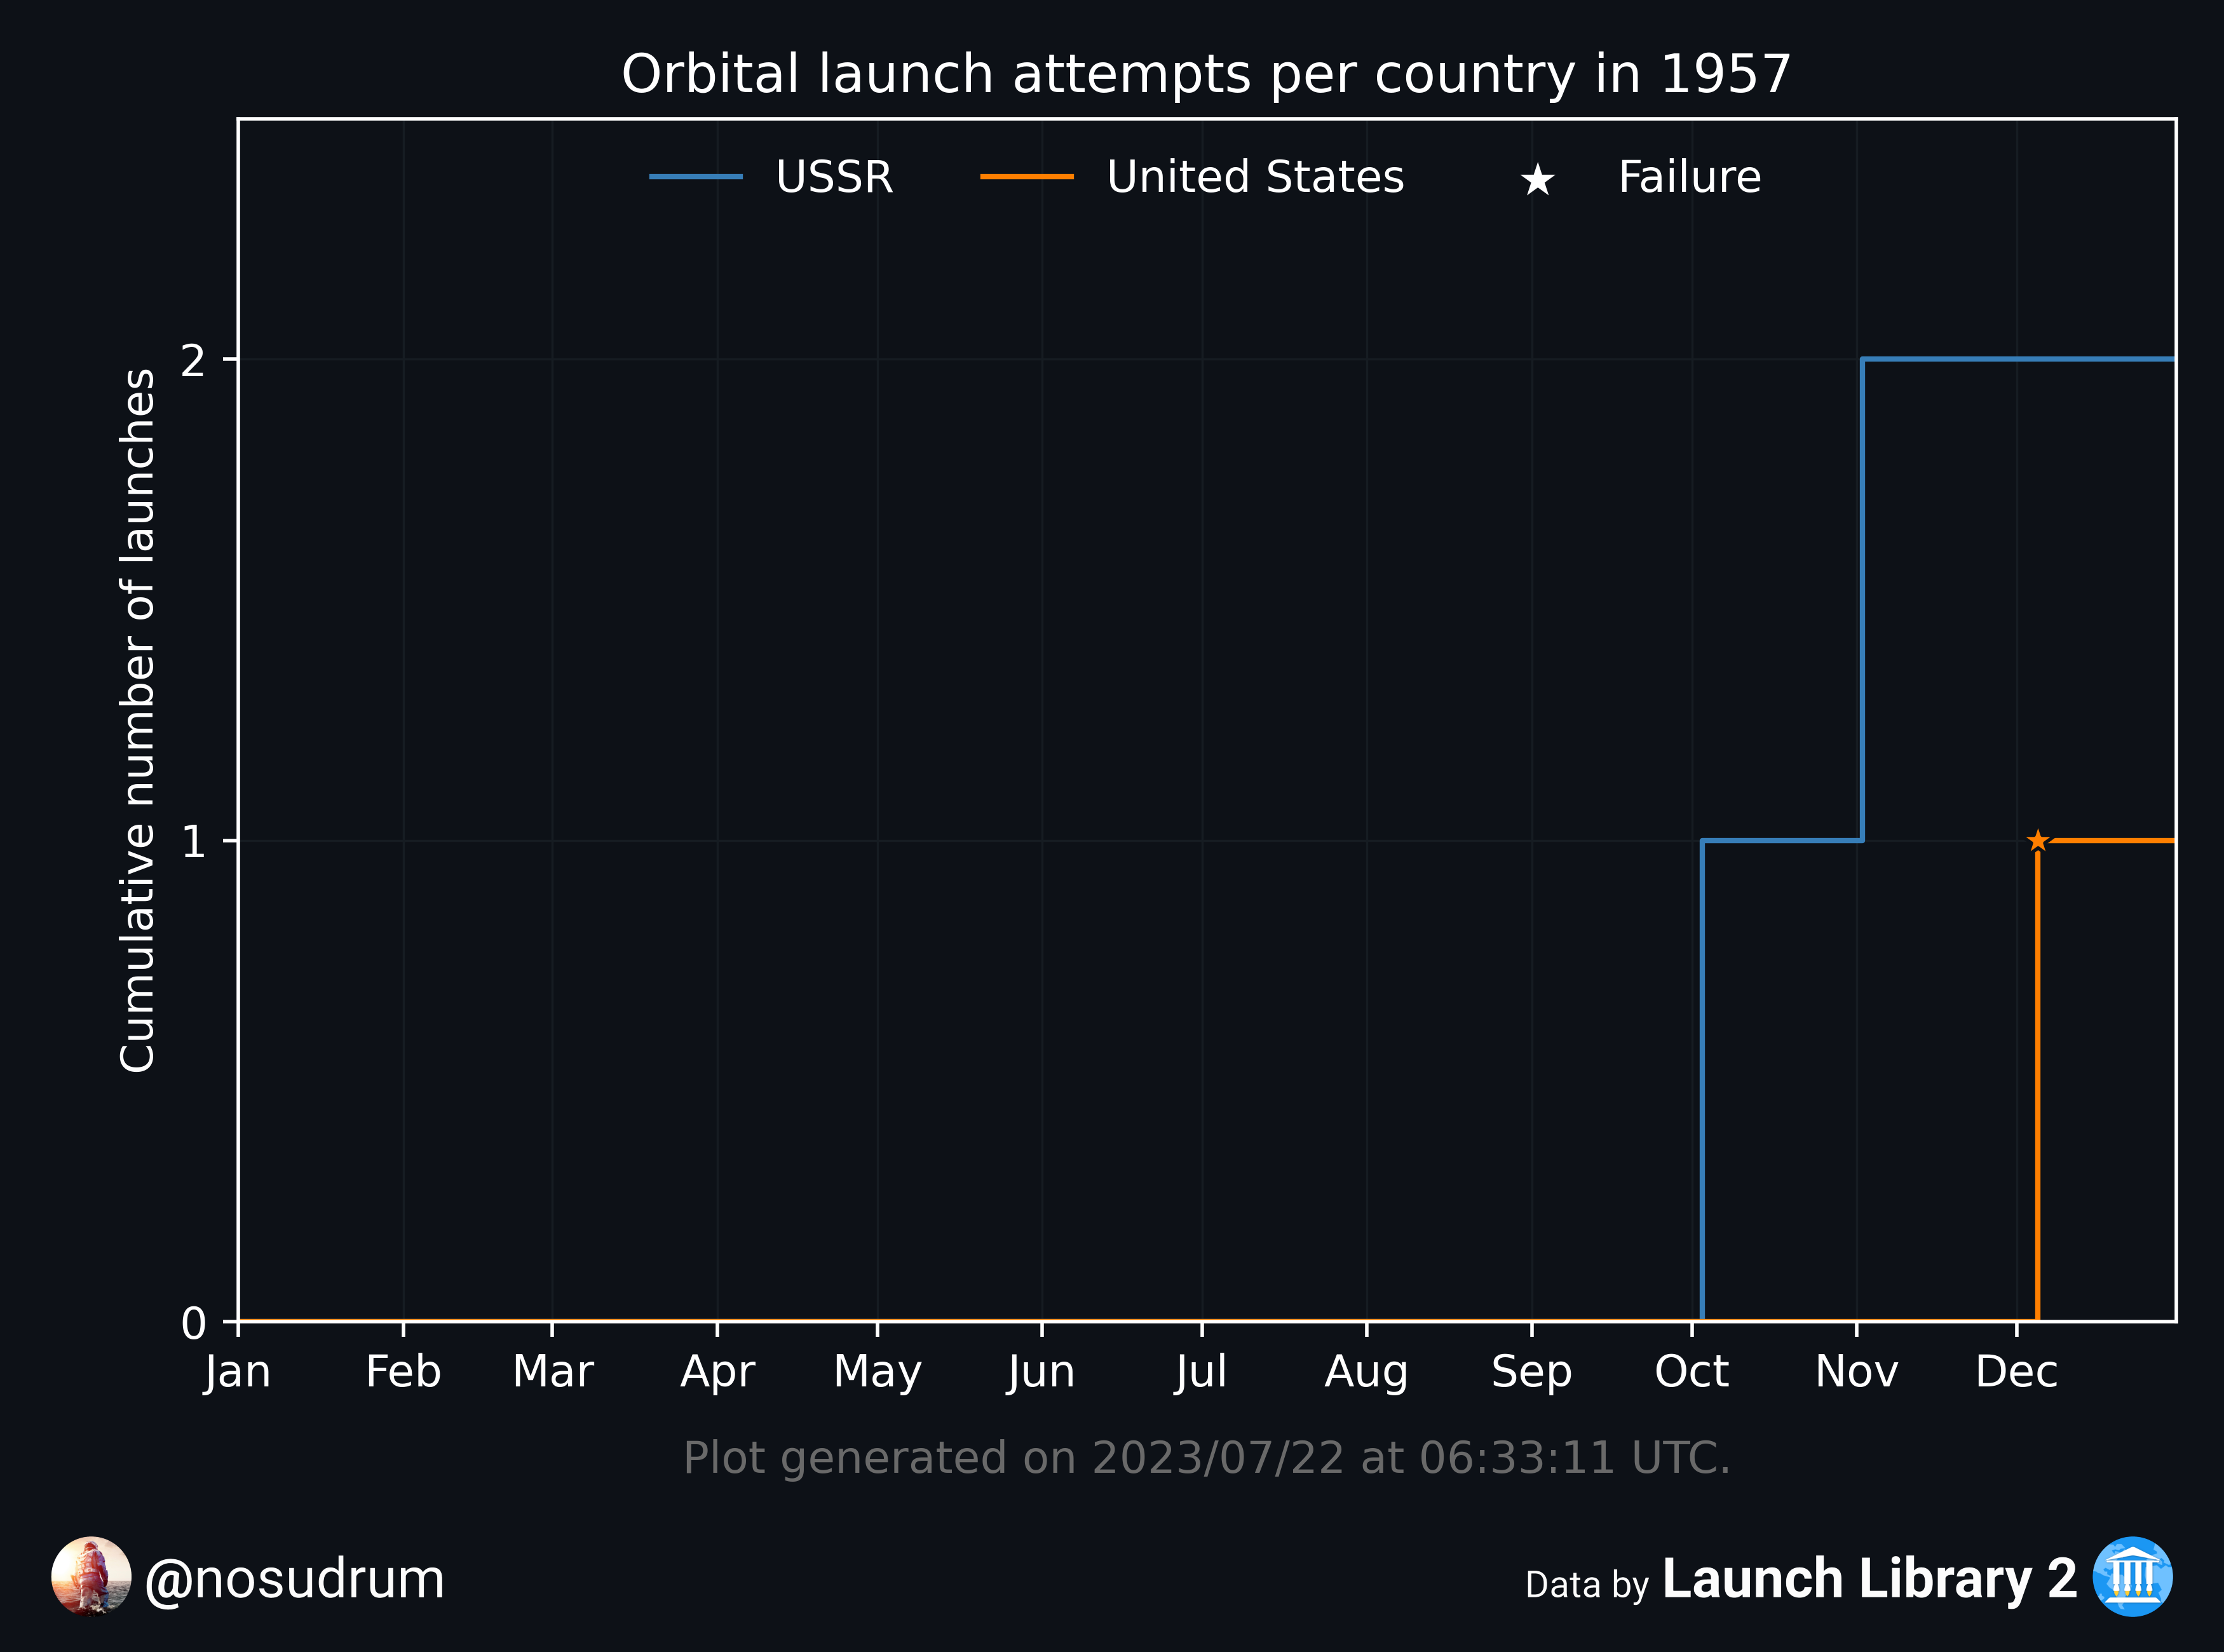 Orbital launch attempts per country in 1957
USSR United States Failure
Cumulative number of launches
2
1
0
Jan Feb Mar Apr May Jun Jul Aug Sep Oct Nov Dec
Plot generated on 2023/07/22 at 06:33:11 UTC.
@nosudrum
Data by Launch Library 2